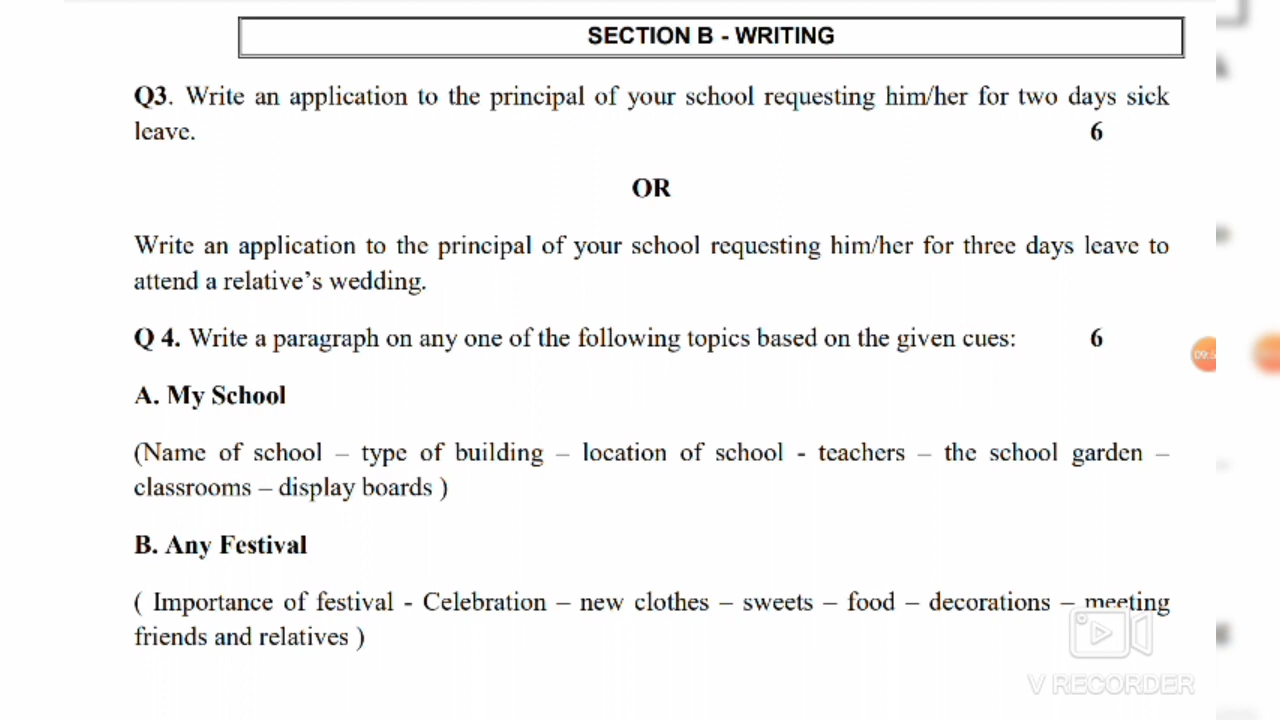 SECTION B - WRITING
Q3. Write an application to the principal of your school requesting him/her for two days sick
leave. 6
OR
Write an application to the principal of your school requesting him/her for three days leave to
attend a relative's wedding.
Q 4. Write a paragraph on any one of the following topics based on the given cues: 6
A. My School
(Name of school – type of building – location of school - teachers – the school garden –
classrooms – display boards )
B. Any Festival
( Importance of festival - Celebration – new clothes – sweets – food – decorations – meeting
friends and relatives )
V RECORDER